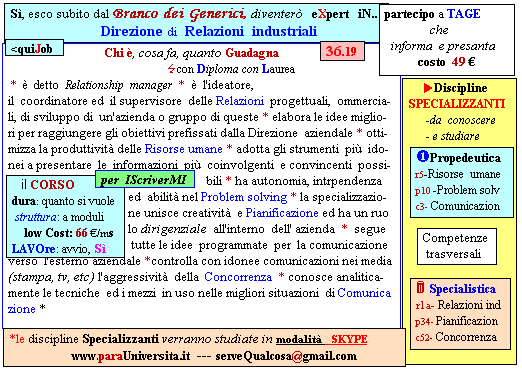 Sì, esco subito dal Branco dei Generici, diventerò eXpert iN..
Direzione di Relazioni industriali
partecipo a TAGE
che
informa e presanta
costo 49 €
<quiJob
Chi è, cosa fa, quanto Guadagna
36.19
con Diploma con Laurea
* è detto Relationship manager * è l'ideatore,
il coordinatore ed il supervisore delle Relazioni progettuali, ommercia-
li, di sviluppo di un'azienda o gruppo di queste * elabora le idee miglio-
ri per raggiungere gli obiettivi prefissati dalla Direzione aziendale * otti-
mizza la produttività delle Risorse umane * adotta gli strumenti più ido-
nei a presentare le informazioni più coinvolgenti e convincenti possi-
bili * ha autonomia, intrpendenza
ed abilità nel Problem solving * la specializzazio-
ne unisce creatività e Pianificazione ed ha un ruo
lo dirigenziale all'interno dell'azienda * segue
tutte le idee programmate per la comunicazione
verso l'esterno aziendale *controlla con idonee comunicazioni nei media
(stampa, tv, etc) l'aggressività della Concorrenza * conosce analitica-
mente le tecniche ed i mezzi in uso nelle migliori situazioni di Comunica
zione *
per IScriverMI
il CORSO
dura: quanto si vuole
struttura: a moduli
low Cost: 66 €/ms
LAVOre: avvio, Sì
Discipline
SPECIALIZZANTI
-da conoscere
- e studiare
1Propedeutica
r5-Risorse umane
p10-Problem solv
c3- Comunicazion
Competenze
trasversali
Specialistica
r1a- Relazioni ind
p34- Pianificazion
c52- Concorrenza
*le discipline Specializzanti verranno studiate in modalità SKYPE
www.paraUniversita.it --- serveQualcosa@gmail.com